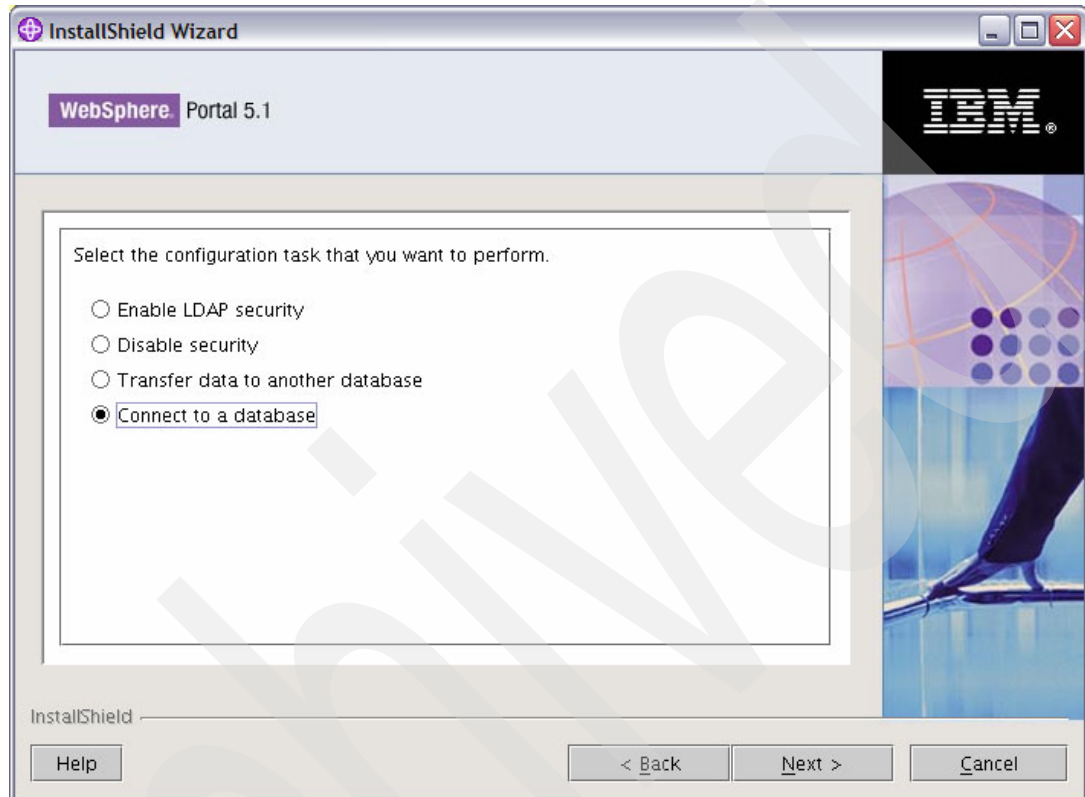 InstallShield Wizard
WebSphere. Portal 5.1
IBM®
Select the configuration task that you want to perform.
Enable LDAP security
Disable security
Transfer data to another database
Connect to a database
InstallShield
Help
< Back
Next >
Cancel